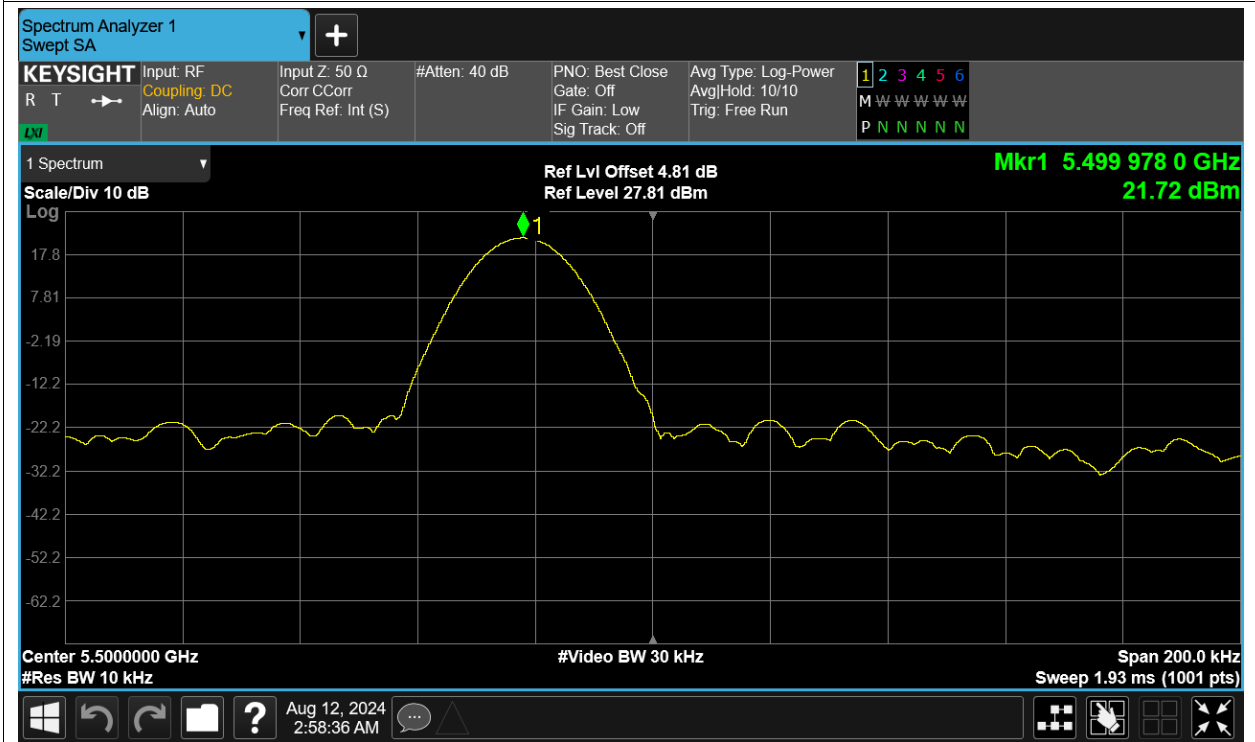 Spectrum Analyzer 1
Swept SA
+
KEYSIGHT
R T
LXI
Input: RF
Coupling: DC
Align: Auto
Input Z: 50 Ω
Corr CCorr
Freq Ref: Int (S)
#Atten: 40 dB
PNO: Best Close
Gate: Off
IF Gain: Low
Sig Track: Off
Avg Type: Log-Power
Avg|Hold: 10/10
Trig: Free Run
1 2 3 4 5 6
M W W W W W
P N N N N N
1 Spectrum
Scale/Div 10 dB
Log
Ref Lvl Offset 4.81 dB
Ref Level 27.81 dBm
Mkr1 5.499 978 0 GHz
21.72 dBm
1
17.8
7.81
-2.19
-12.2
-22.2
-32.2
-42.2
-52.2
-62.2
Center 5.5000000 GHz
#Res BW 10 kHz
#Video BW 30 kHz
Span 200.0 kHz
Sweep 1.93 ms (1001 pts)
?
Aug 12, 2024
2:58:36 AM